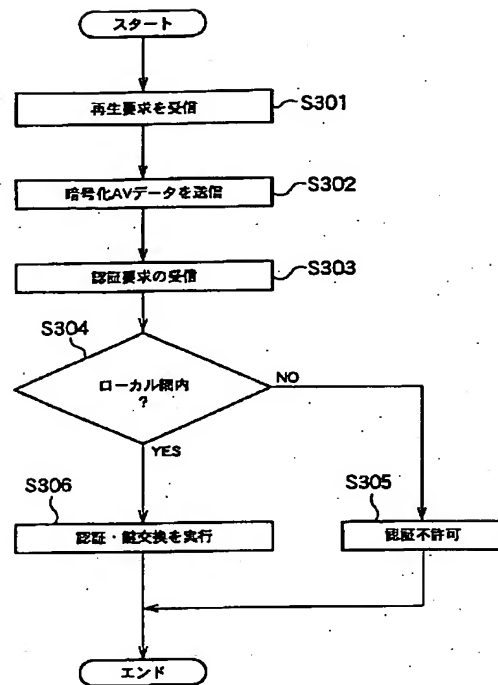 スタート
再生要求を受信
S301
暗号化AVデータを送信
S302
認証要求の受信
S303
S304
ローカル網内
?
NO
YES
S306
S305
認証・鍵交換を実行
認証不許可
エンド